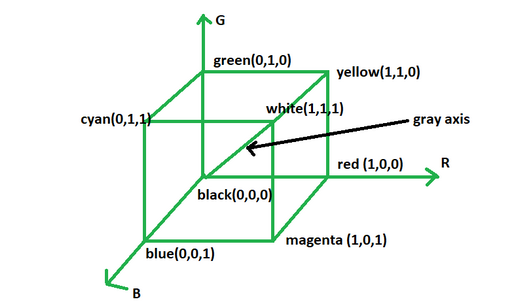 G
green(0,1,0)
yellow(1,1,0)
cyan(0,1,1)
white(1,1,1)
gray axis
red (1,0,0)
R
black(0,0,0)
magenta (1,0,1)
blue(0,0,1)
B